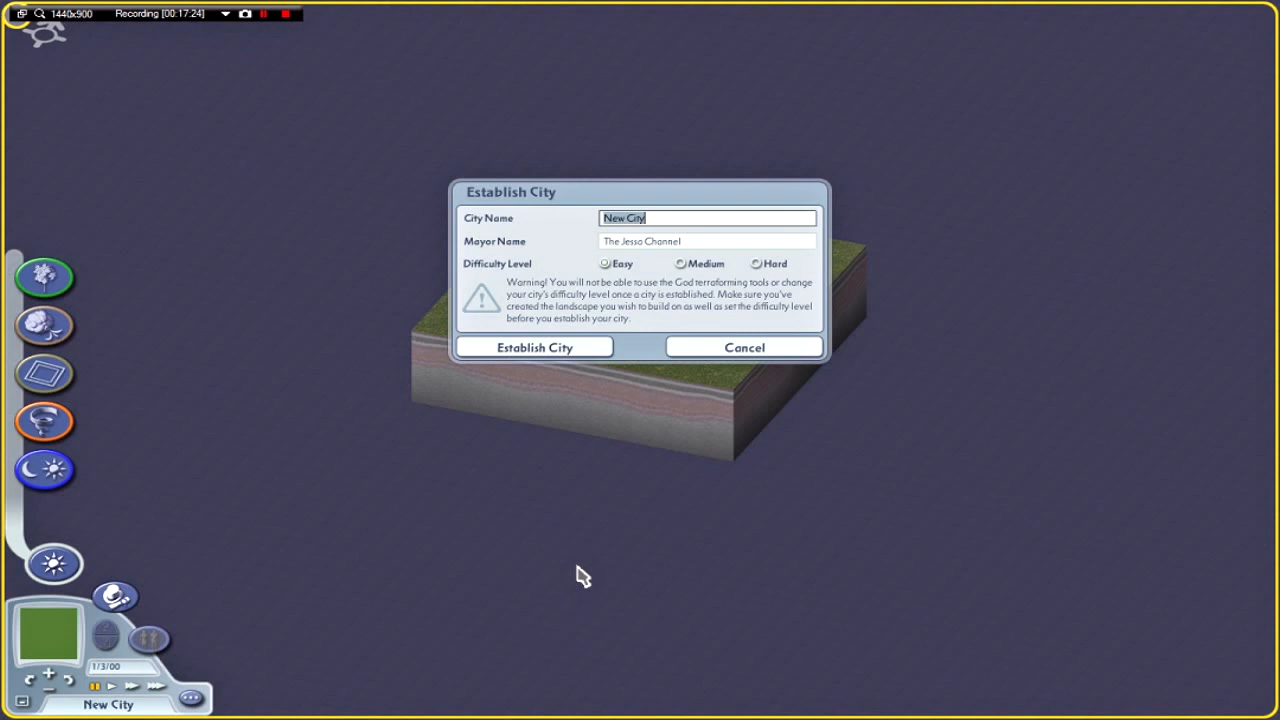 1440x900 Recording [00:17:24]
Establish City
City Name New City
Mayor Name The Jessa Channel
Difficulty Level Easy Medium Hard
Warning! You will not be able to use the God terraforming tools or change
your city's difficulty level once a city is established. Make sure you've
created the landscape you wish to build on as well as set the difficulty level
before you establish your city.
Establish City Cancel
1/3/00
New City